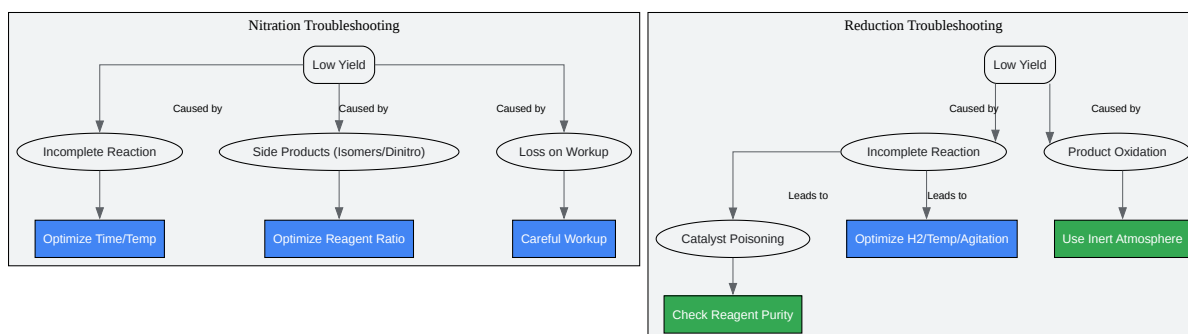 Nitration Troubleshooting
Low Yield
Caused by
Caused by
Caused by
Incomplete Reaction
Side Products (Isomers/Dinitro)
Loss on Workup
Optimize Time/Temp
Optimize Reagent Ratio
Careful Workup
Reduction Troubleshooting
Low Yield
Caused by
Caused by
Incomplete Reaction
Product Oxidation
Leads to
Leads to
Catalyst Poisoning
Optimize H2/Temp/Agitation
Use Inert Atmosphere
Check Reagent Purity